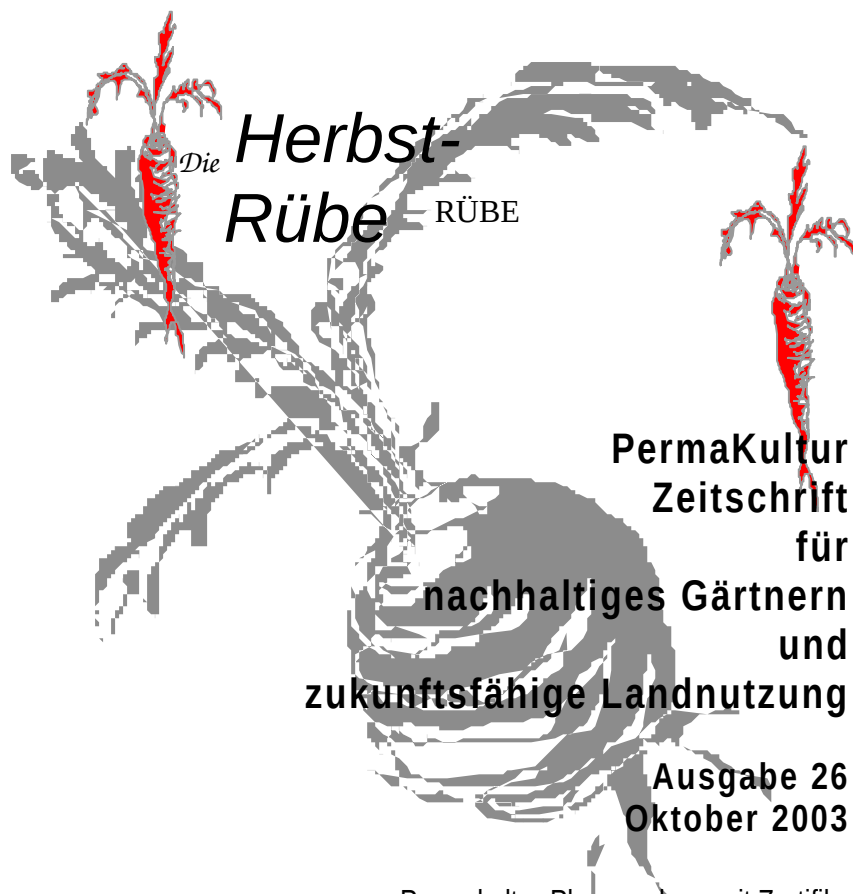 Die Herbst-
Rübe RÜBE
PermaKultur
Zeitschrift
für
nachhaltiges Gärtnern
und
zukunftsfähige Landnutzung
Ausgabe 26
Oktober 2003